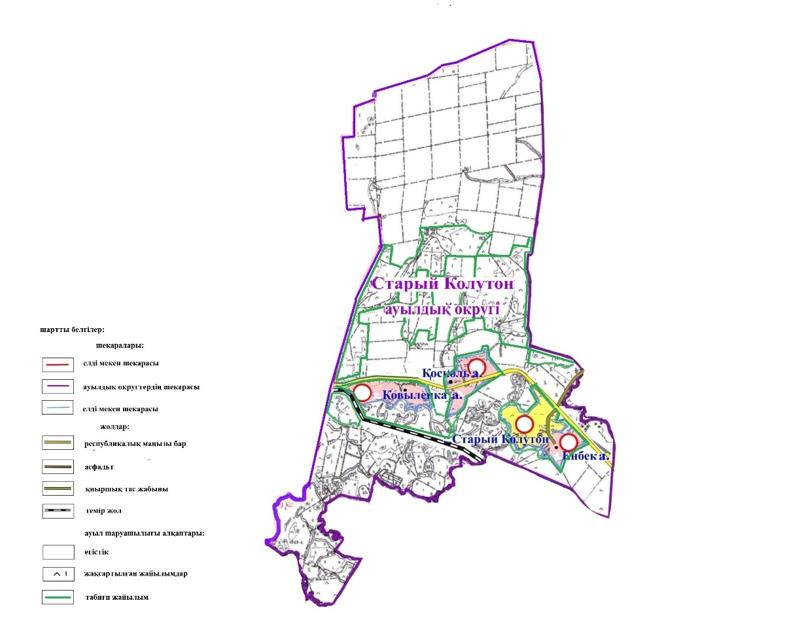 Старый Колутон
ауылдық округі
Қоскөль а.
Ковыленка а.
Старый Колутон
Еңбек а.
шартты белгілер:
шекаралары:
елді мекен шекарасы
ауылдық округтердің шекарасы
елді мекен шекарасы
жолдар:
республикалық маңызы бар
асфальт
қиыршық тас жабыны
темір жол
ауыл шаруашылығы алқаптары:
егістік
жақсартылған жайылымдар
табиғи жайылым